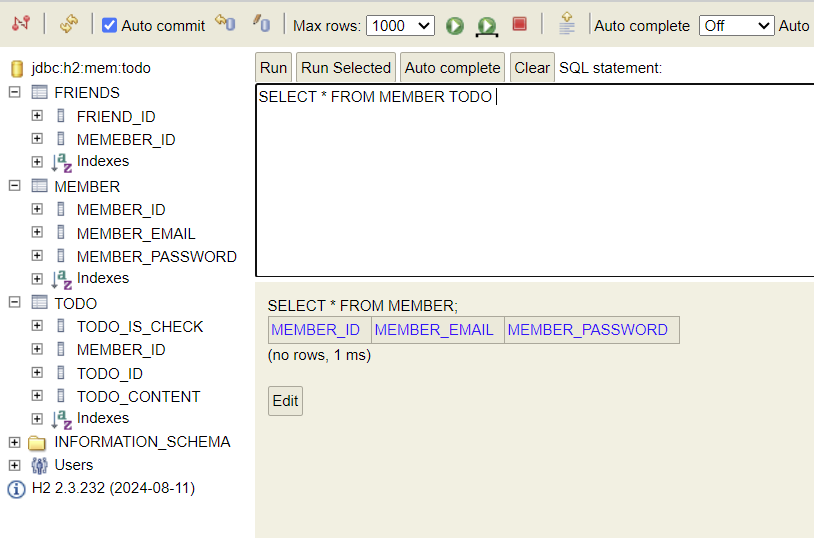 Auto commit Max rows: 1000 Auto complete Off Auto
jdbc:h2:mem:todo
FRIENDS
FRIEND_ID
MEMEBER_ID
Indexes
MEMBER
MEMBER_ID
MEMBER_EMAIL
MEMBER_PASSWORD
Indexes
TODO
TODO_IS_CHECK
MEMBER_ID
TODO_ID
TODO_CONTENT
Indexes
INFORMATION_SCHEMA
Users
H2 2.3.232 (2024-08-11)
Run Run Selected Auto complete Clear SQL statement:
SELECT * FROM MEMBER TODO
SELECT * FROM MEMBER;
MEMBER_ID MEMBER_EMAIL MEMBER_PASSWORD
(no rows, 1 ms)
Edit